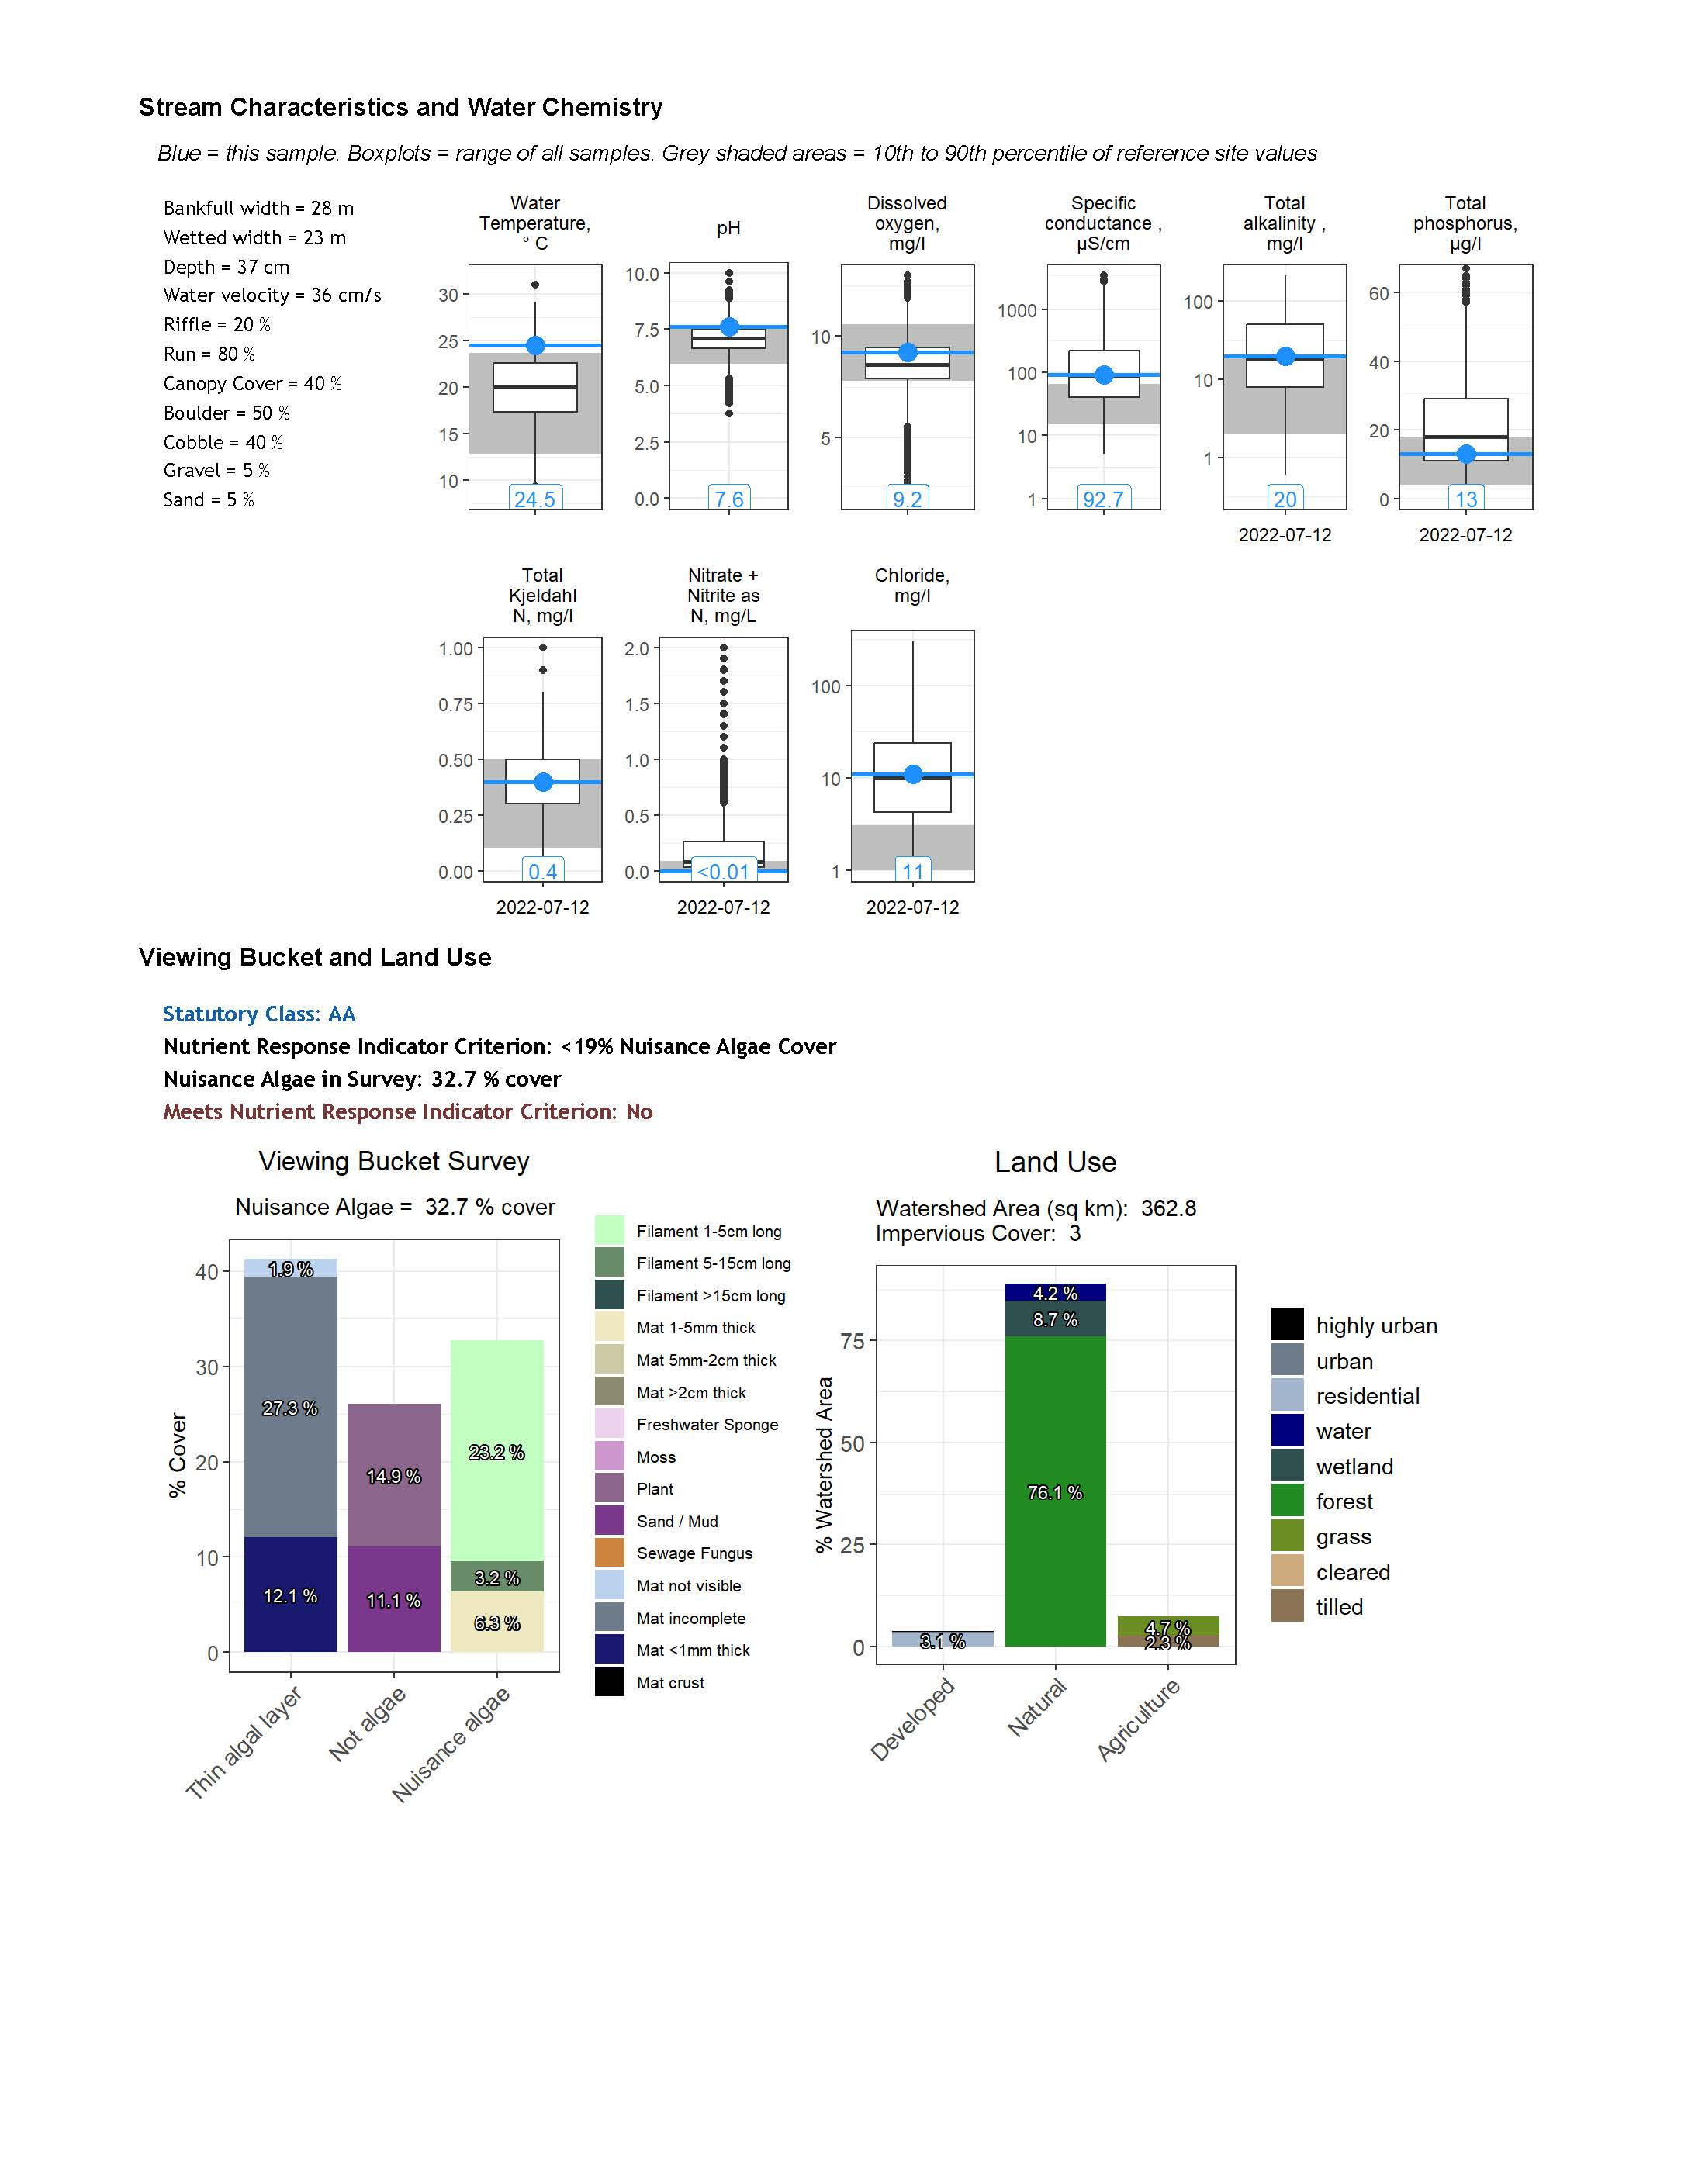 Stream Characteristics and Water Chemistry
Blue = this sample. Boxplots = range of all samples. Grey shaded areas = 10th to 90th percentile of reference site values
Bankfull width = 28 m
Wetted width = 23 m
Depth = 37 cm
Water velocity = 36 cm/s
Riffle = 20 %
Run = 80 %
Canopy Cover = 40 %
Boulder = 50 %
Cobble = 40 %
Gravel = 5 %
Sand = 5 %
Water
Temperature,
° C
30
25
20
15
10
24.5
pH
10.0
7.5
5.0
2.5
0.0
7.6
Dissolved
oxygen,
mg/l
10
5
9.2
Specific
conductance ,
µS/cm
1000
100
10
1
92.7
Total
alkalinity ,
mg/l
100
10
1
20
2022-07-12
Total
phosphorus,
µg/l
60
40
20
0
13
2022-07-12
Total
Kjeldahl
N, mg/l
1.00
0.75
0.50
0.25
0.00
0.4
2022-07-12
Nitrate +
Nitrite as
N, mg/L
2.0
1.5
1.0
0.5
0.0
<0.01
2022-07-12
Chloride,
mg/l
100
10
1
11
2022-07-12
Viewing Bucket and Land Use
Statutory Class: AA
Nutrient Response Indicator Criterion: <19% Nuisance Algae Cover
Nuisance Algae in Survey: 32.7 % cover
Meets Nutrient Response Indicator Criterion: No
Viewing Bucket Survey
Nuisance Algae = 32.7 % cover
% Cover
40
30
20
10
0
1.9 %
27.3 %
12.1 %
14.9 %
11.1 %
23.2 %
3.2 %
6.3 %
Thin algal layer
Not algae
Nuisance algae
Filament 1-5cm long
Filament 5-15cm long
Filament >15cm long
Mat 1-5mm thick
Mat 5mm-2cm thick
Mat >2cm thick
Freshwater Sponge
Moss
Plant
Sand / Mud
Sewage Fungus
Mat not visible
Mat incomplete
Mat <1mm thick
Mat crust
Land Use
Watershed Area (sq km): 362.8
Impervious Cover: 3
% Watershed Area
75
50
25
0
3.1 %
4.2 %
8.7 %
76.1 %
4.7 %
2.3 %
Developed
Natural
Agriculture
highly urban
urban
residential
water
wetland
forest
grass
cleared
tilled